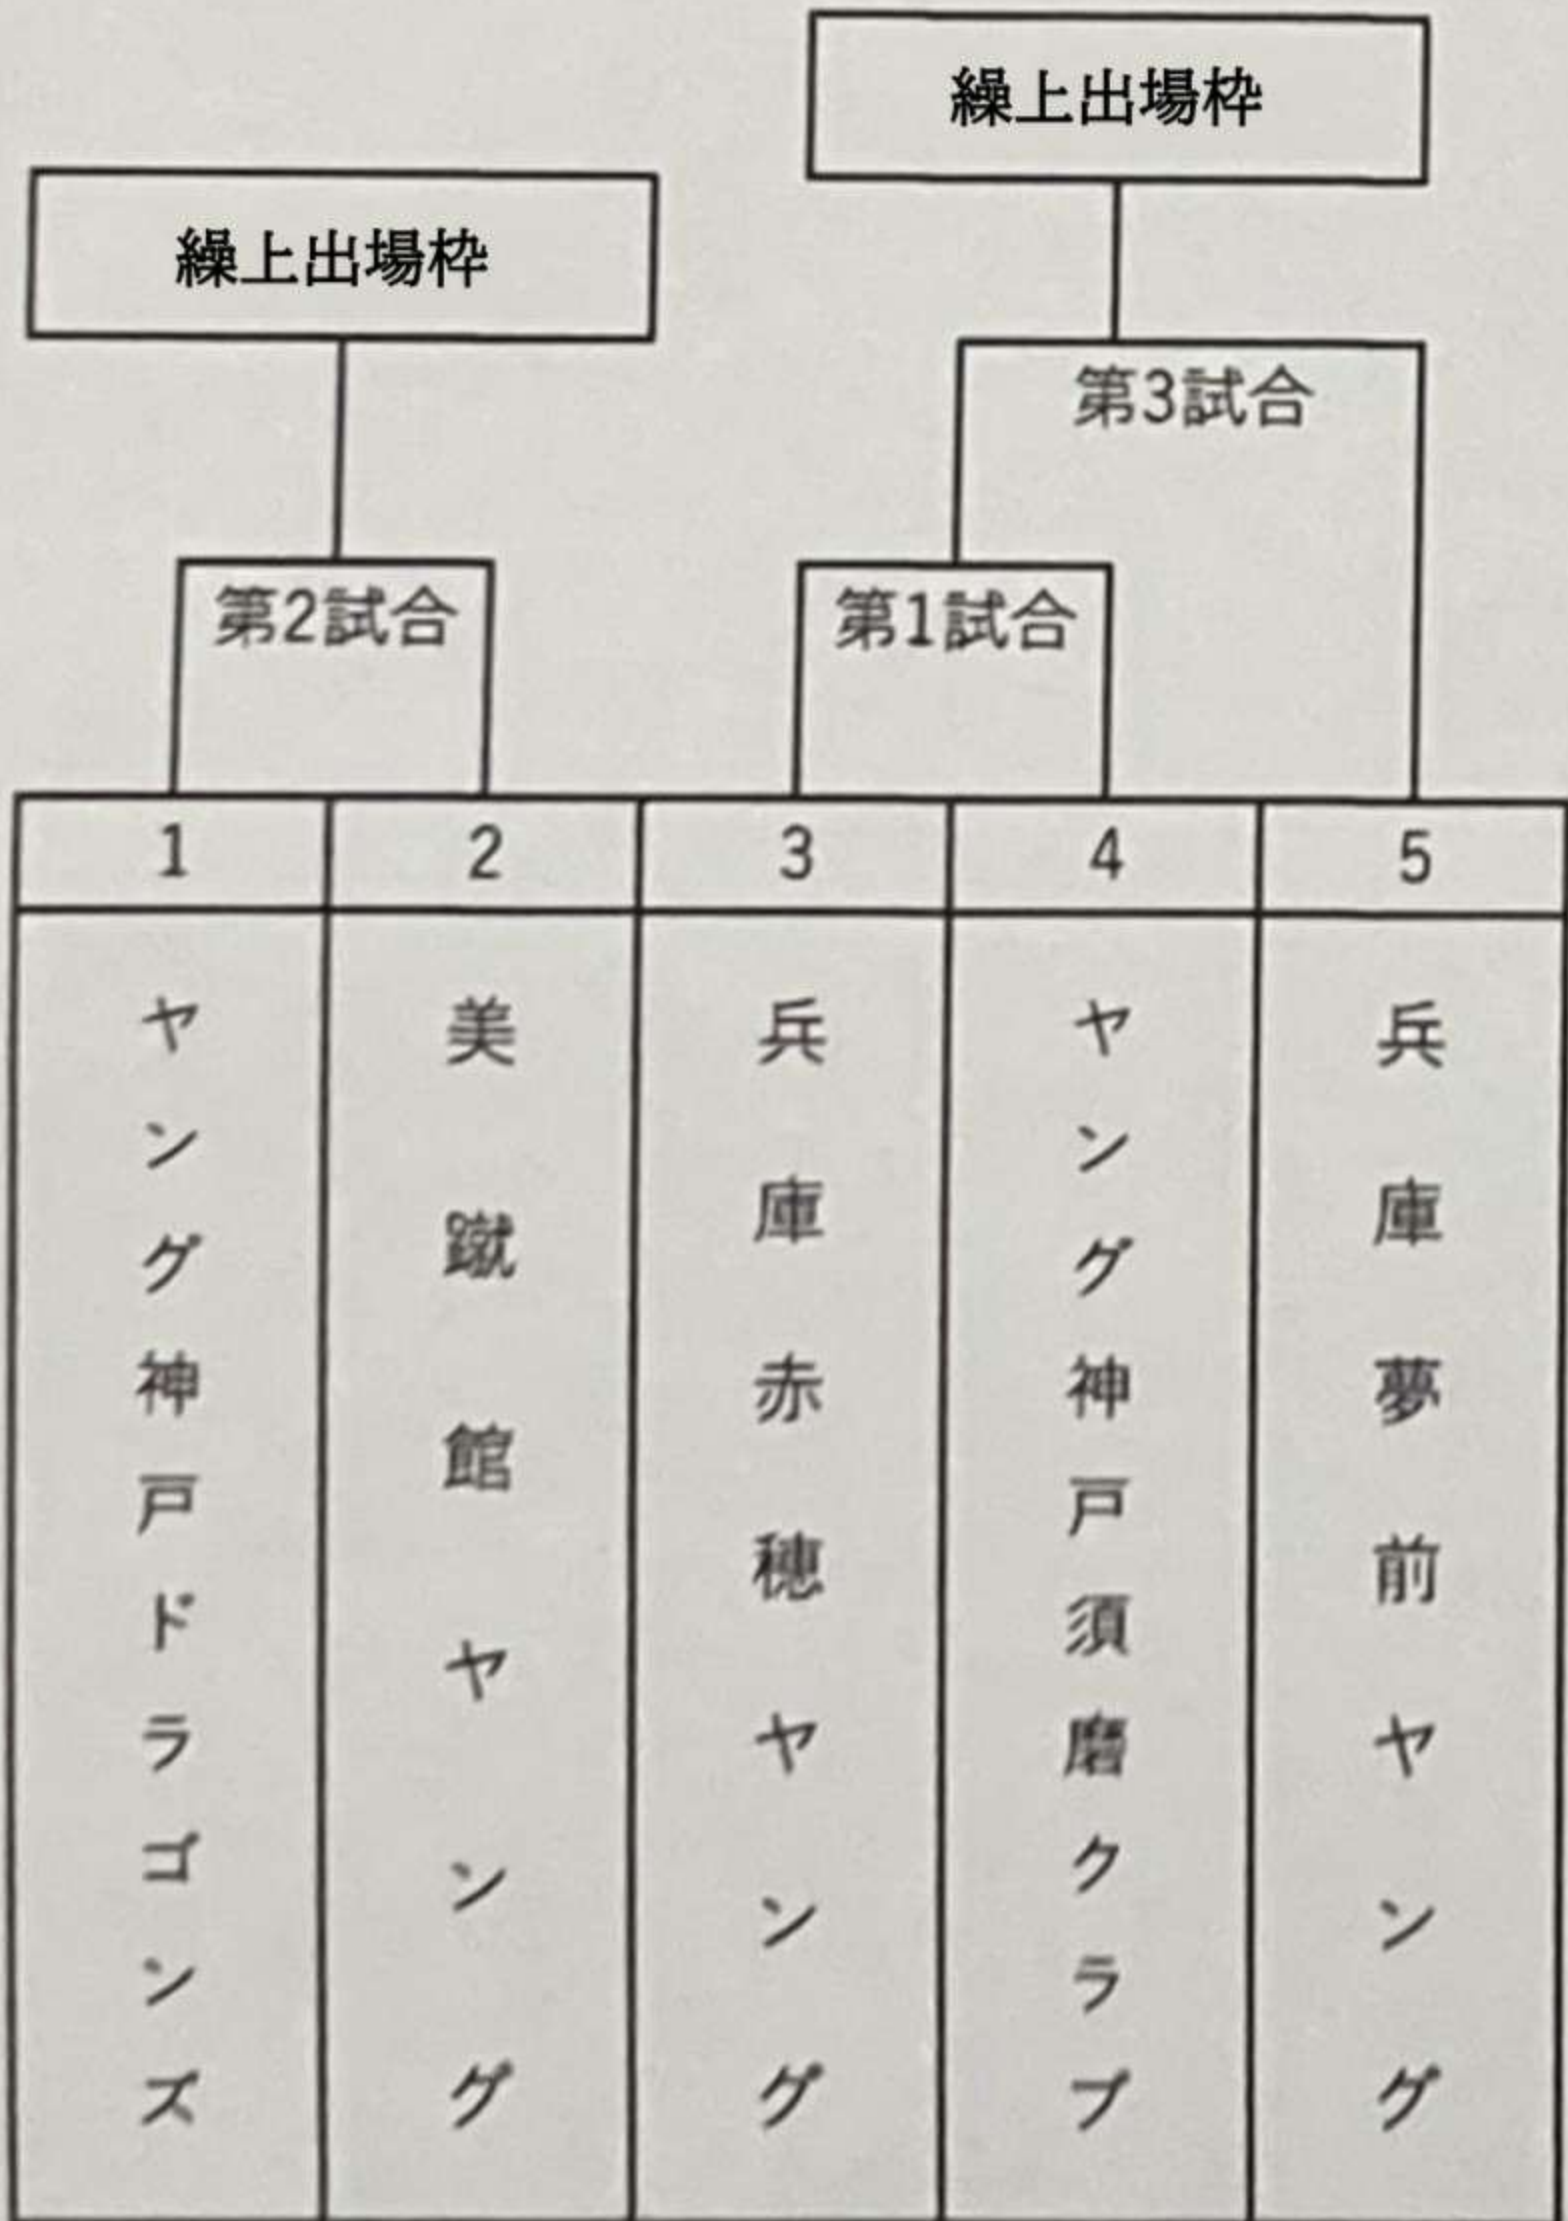 繰上出場枠
繰上出場枠
第3試合
第2試合
第1試合
1
2
3
4
5
ヤング神戸ドラゴンズ
美蹴館ヤング
兵庫赤穂ヤング
ヤング神戸須磨クラブ
兵庫夢前ヤング